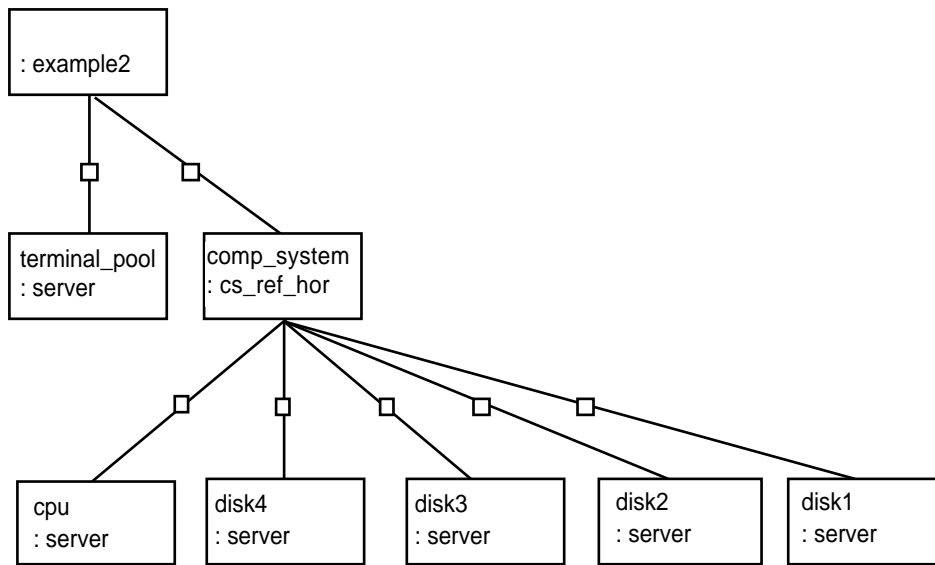 : example2
terminal_pool
: server
comp_system
: cs_ref_hor
cpu
: server
disk4
: server
disk3
: server
disk2
: server
disk1
: server